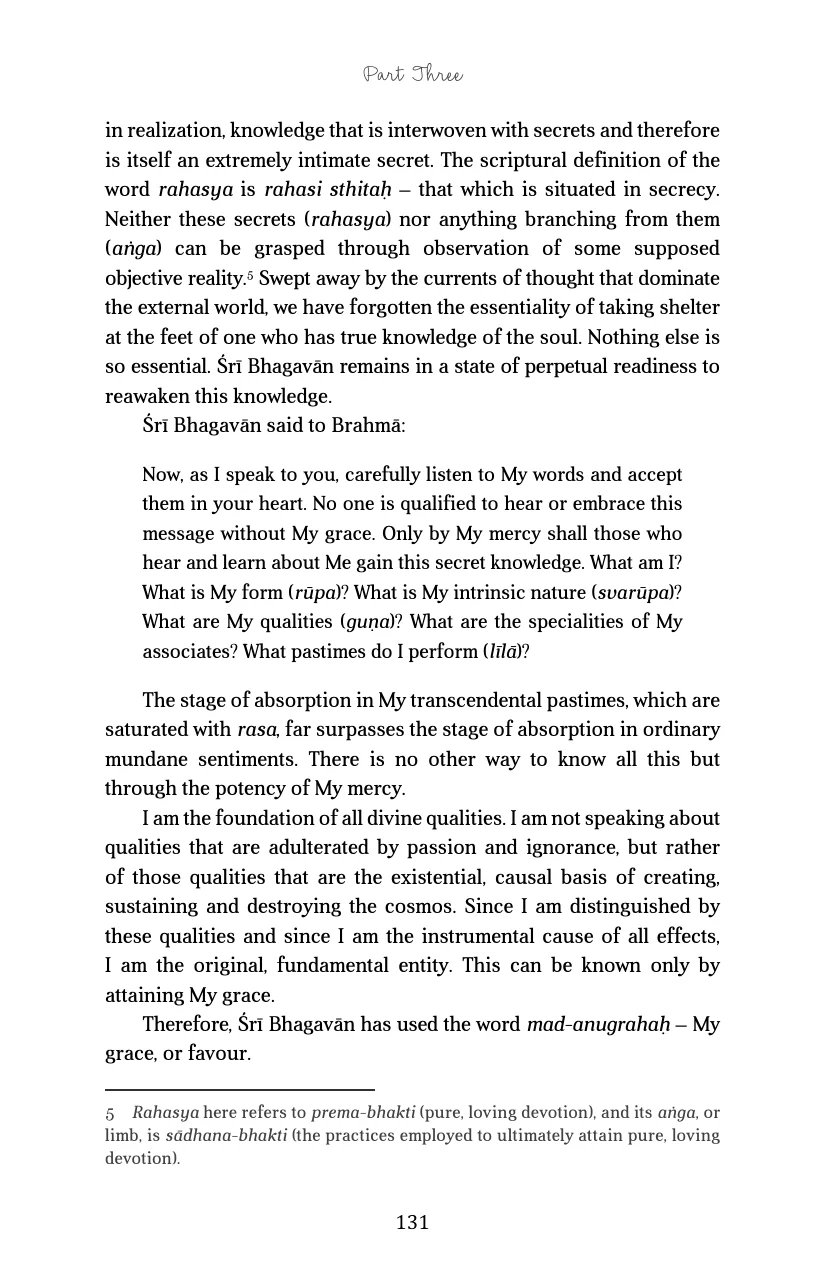 Part Three
in realization, knowledge that is interwoven with secrets and therefore
is itself an extremely intimate secret. The scriptural definition of the
word rahasya is rahasi sthitaḥ – that which is situated in secrecy.
Neither these secrets (rahasya) nor anything branching from them
(aṅga) can be grasped through observation of some supposed
objective reality.5 Swept away by the currents of thought that dominate
the external world, we have forgotten the essentiality of taking shelter
at the feet of one who has true knowledge of the soul. Nothing else is
so essential. Śrī Bhagavān remains in a state of perpetual readiness to
reawaken this knowledge.
Śrī Bhagavān said to Brahmā:
Now, as I speak to you, carefully listen to My words and accept
them in your heart. No one is qualified to hear or embrace this
message without My grace. Only by My mercy shall those who
hear and learn about Me gain this secret knowledge. What am I?
What is My form (rūpa)? What is My intrinsic nature (svarūpa)?
What are My qualities (guṇa)? What are the specialities of My
associates? What pastimes do I perform (līlā)?
The stage of absorption in My transcendental pastimes, which are
saturated with rasa, far surpasses the stage of absorption in ordinary
mundane sentiments. There is no other way to know all this but
through the potency of My mercy.
I am the foundation of all divine qualities. I am not speaking about
qualities that are adulterated by passion and ignorance, but rather
of those qualities that are the existential, causal basis of creating,
sustaining and destroying the cosmos. Since I am distinguished by
these qualities and since I am the instrumental cause of all effects,
I am the original, fundamental entity. This can be known only by
attaining My grace.
Therefore, Śrī Bhagavān has used the word mad-anugrahaḥ – My
grace, or favour.
5 Rahasya here refers to prema-bhakti (pure, loving devotion), and its aṅga, or
limb, is sādhana-bhakti (the practices employed to ultimately attain pure, loving
devotion).
131